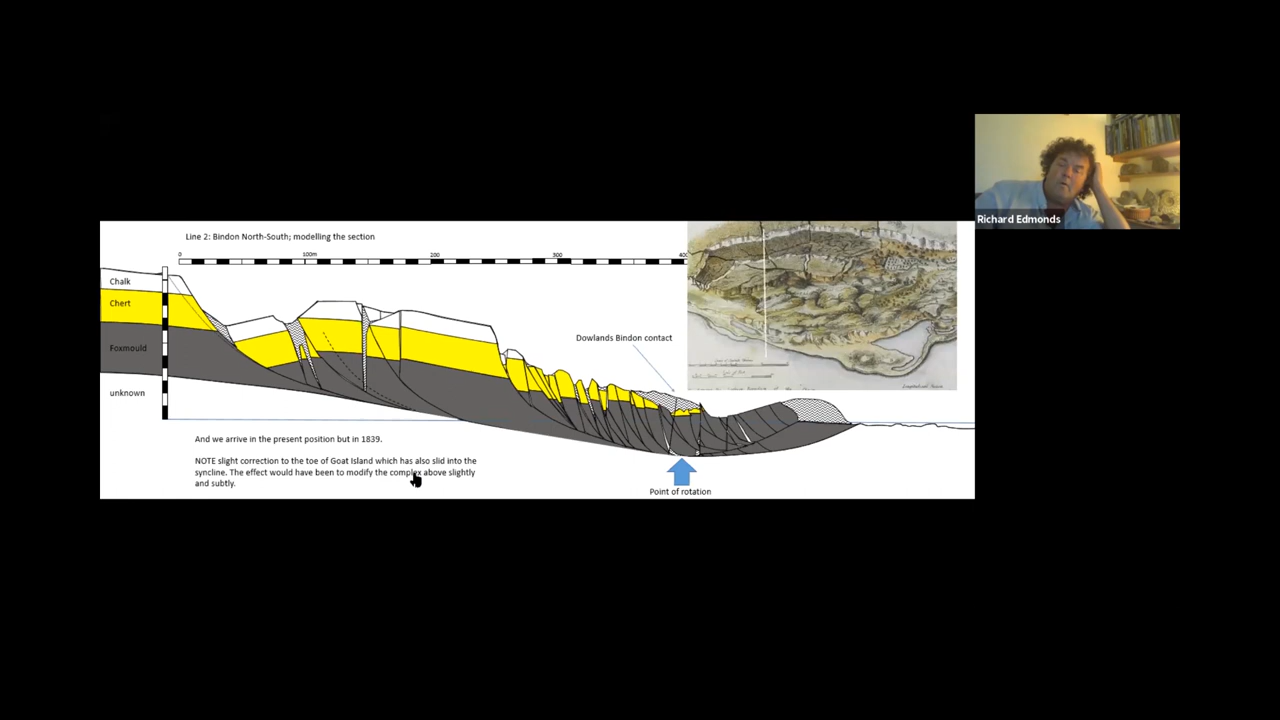 Richard Edmonds
Line 2: Bindon North-South; modelling the section
0
100m
200
300
400
Chalk
Chert
Foxmould
unknown
Dowlands Bindon contact
And we arrive in the present position but in 1839.
NOTE slight correction to the toe of Goat Island which has also slid into the
syncline. The effect would have been to modify the complex above slightly
and subtly.
Point of rotation